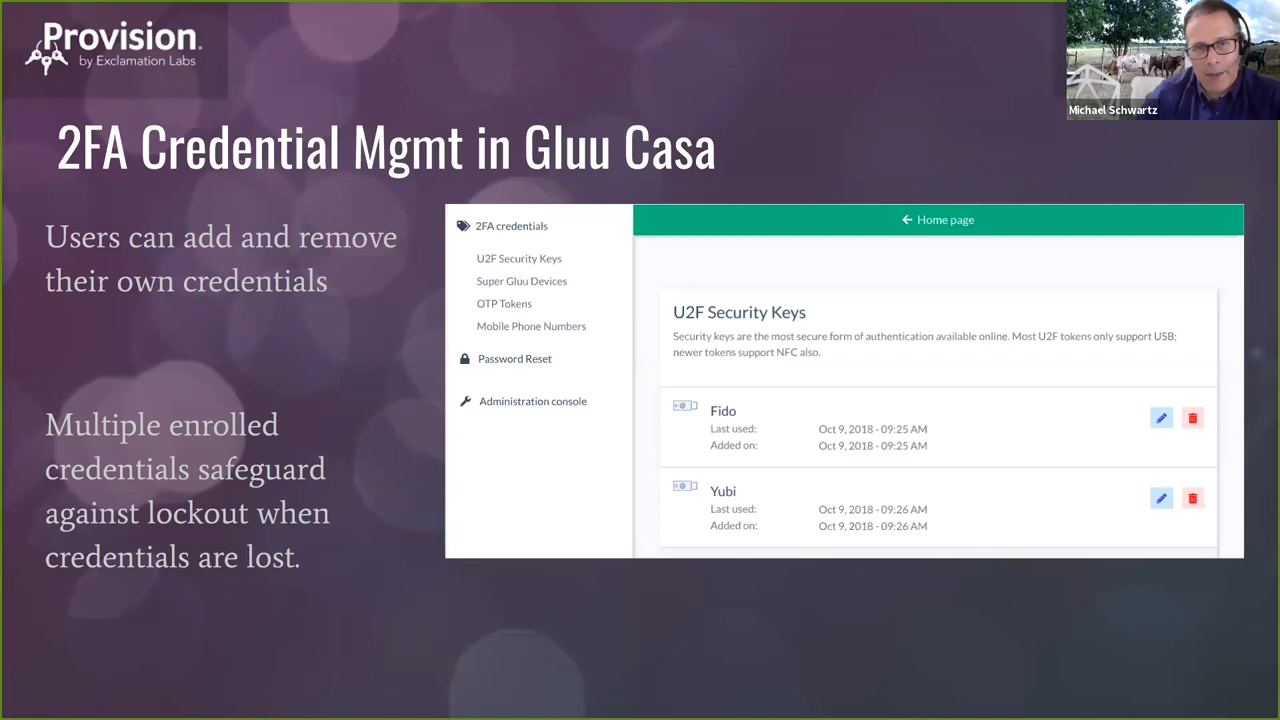 Provision.
by Exclamation Labs
Michael Schwartz
2FA Credential Mgmt in Gluu Casa
Users can add and remove
their own credentials
Multiple enrolled
credentials safeguard
against lockout when
credentials are lost.
2FA credentials
U2F Security Keys
Super Gluu Devices
OTP Tokens
Mobile Phone Numbers
Password Reset
Administration console
Home page
U2F Security Keys
Security keys are the most secure form of authentication available online. Most U2F tokens only support USB;
newer tokens support NFC also.
Fido
Last used: Oct 9, 2018 - 09:25 AM
Added on: Oct 9, 2018 - 09:25 AM
Yubi
Last used: Oct 9, 2018 - 09:26 AM
Added on: Oct 9, 2018 - 09:26 AM